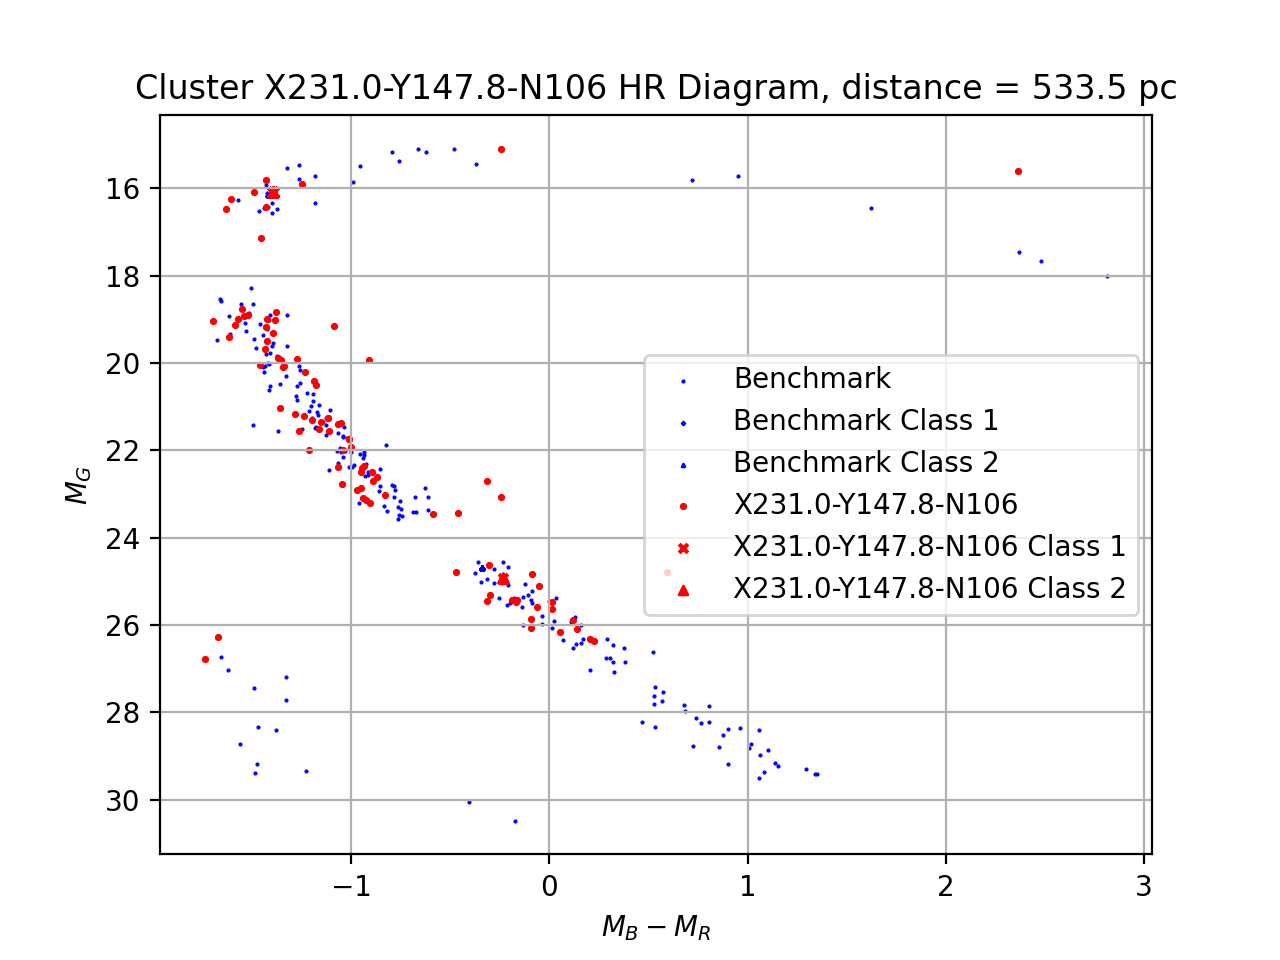 Cluster X231.0-Y147.8-N106 HR Diagram, distance = 533.5 pc
16
18
20
22
24
26
28
30
M_G
Benchmark
Benchmark Class 1
Benchmark Class 2
X231.0-Y147.8-N106
X231.0-Y147.8-N106 Class 1
X231.0-Y147.8-N106 Class 2
−1 0 1 2 3
M_B − M_R